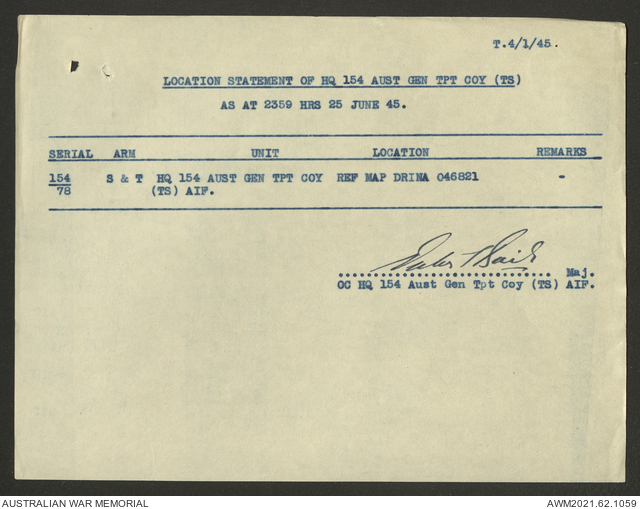 T.4/1/45.
LOCATION STATEMENT OF HQ 154 AUST GEN TPT COY (TS)
AS AT 2359 HRS 25 JUNE 45.
SERIAL ARM UNIT LOCATION REMARKS
154 S & T HQ 154 AUST GEN TPT COY REF MAP DRINA 046821 -
78 (TS) AIF.
Maj.
OC HQ 154 Aust Gen Tpt Coy (TS) AIF.
AUSTRALIAN WAR MEMORIAL AWM2021.62.1059